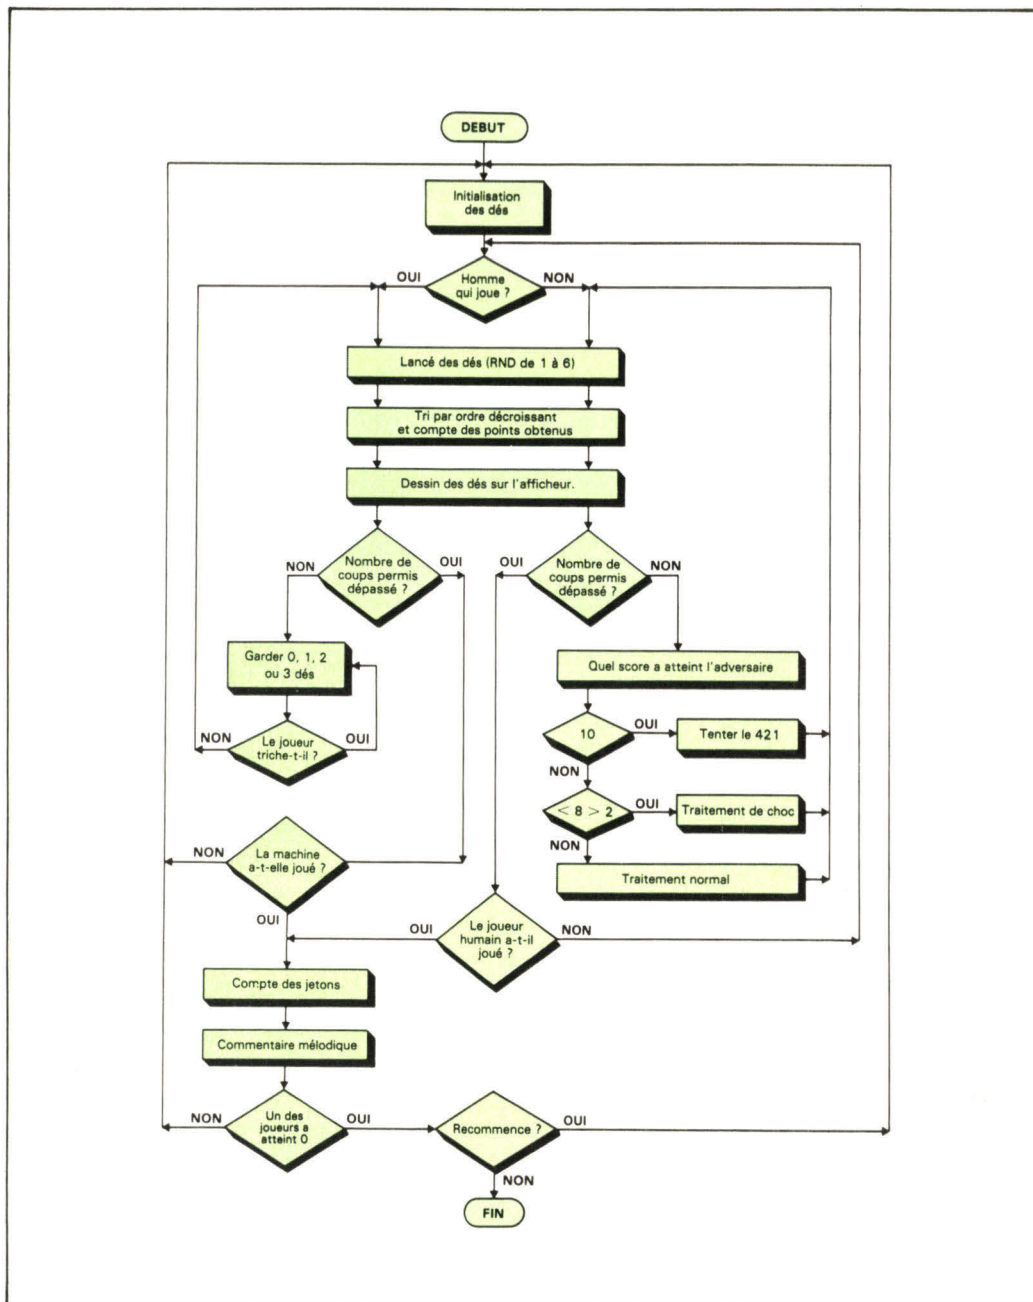 DEBUT
Initialisation
des dés
OUI
Homme
qui joue ?
NON
Lancé des dés (RND de 1 à 6)
Tri par ordre décroissant
et compte des points obtenus
Dessin des dés sur l'afficheur.
NON
Nombre de
coups permis
dépassé ?
OUI
OUI
Nombre de
coups permis
dépassé ?
NON
Garder 0, 1, 2
ou 3 dés
Quel score a atteint l'adversaire
NON
Le joueur
triche-t-il ?
OUI
10
OUI
Tenter le 421
NON
< 8 > 2
OUI
Traitement de choc
NON
Traitement normal
NON
La machine
a-t-elle joué ?
OUI
OUI
Le joueur
humain a-t-il
joué ?
NON
Compte des jetons
Commentaire mélodique
NON
Un des
joueurs a
atteint 0
OUI
Recommence ?
OUI
NON
FIN